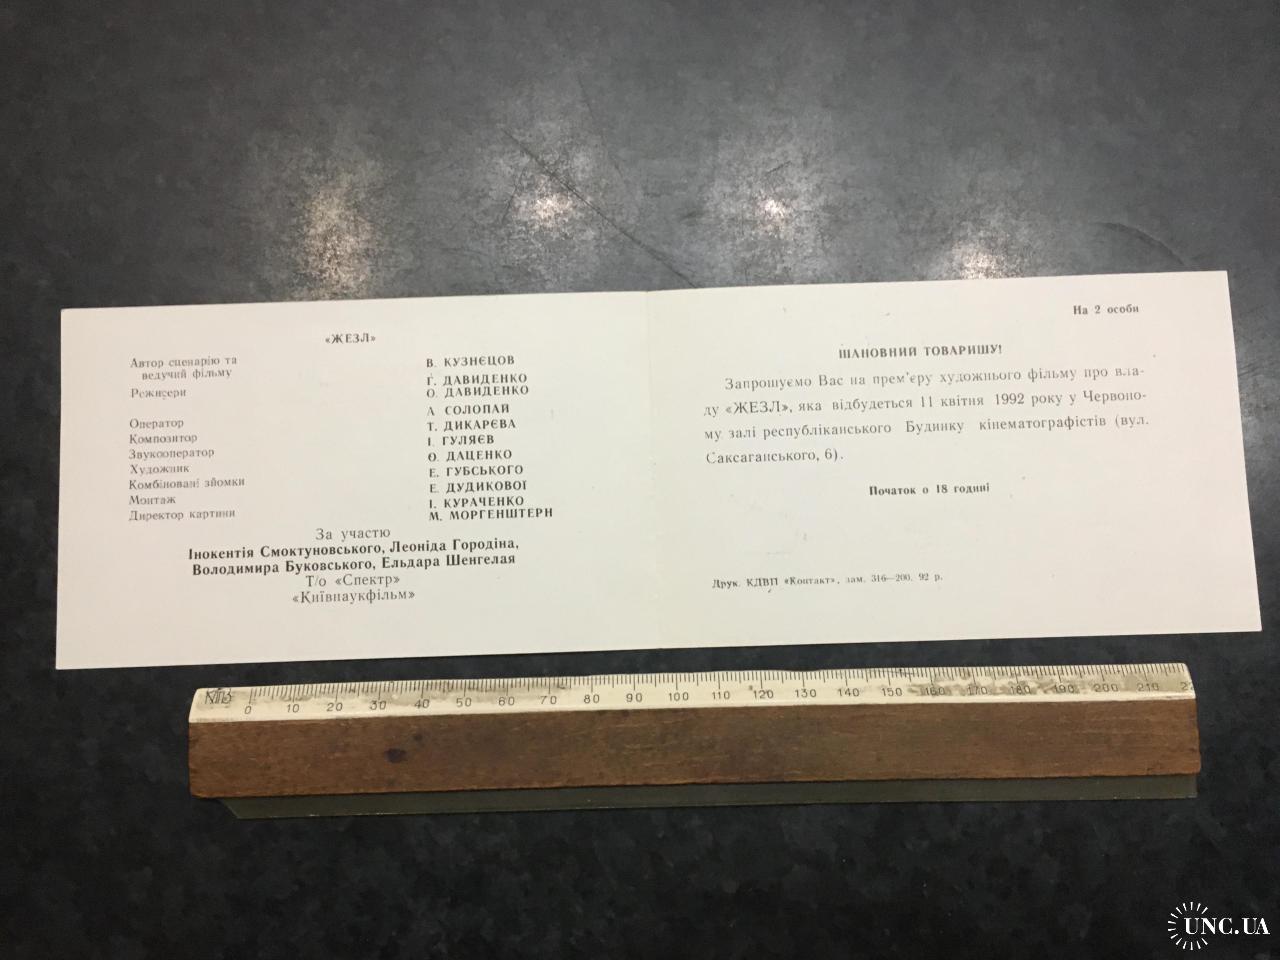 «ЖЕЗЛ»
Автор сценарію та
ведучий фільму
В. КУЗНЄЦОВ
Режисери
Г. ДАВИДЕНКО
О. ДАВИДЕНКО
А СОЛОПАЙ
Оператор
Т. ДИКАРЄВА
Композитор
І. ГУЛЯЄВ
Звукооператор
О. ДАЦЕНКО
Художник
Е. ГУБСЬКОГО
Комбіновані зйомки
Е. ДУДИКОВОЇ
Монтаж
І. КУРАЧЕНКО
Директор картини
М. МОРГЕНШТЕРН
За участю
Інокентія Смоктуновського, Леоніда Городіна,
Володимира Буковського, Ельдара Шенгелая
Т/о «Спектр»
«Київнаукфільм»
На 2 особи
ШАНОВНИЙ ТОВАРИШУ!
Запрошуємо Вас на прем’єру художнього фільму про вла-
ду «ЖЕЗЛ», яка відбудеться 11 квітня 1992 року у Червоно-
му залі республіканського Будинку кінематографістів (вул.
Саксаганського, 6).
Початок о 18 годині
Друк. КДВП «Контакт», зам. 316—200. 92 р.
0 10 20 30 40 50 60 70 80 90 100 110 120 130 140 150 160 170 180 190 200 210
UNC.UA